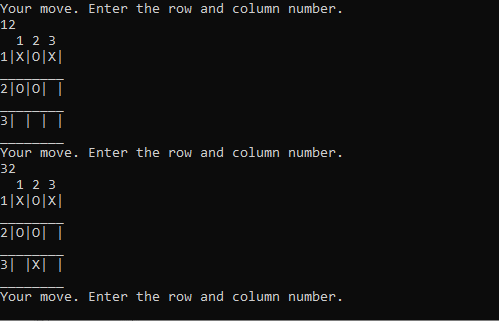 Your move. Enter the row and column number.
12
  1 2 3
1|X|O|X|
________
2|O|O| |
________
3| | | |
________
Your move. Enter the row and column number.
32
  1 2 3
1|X|O|X|
________
2|O|O| |
________
3| |X| |
________
Your move. Enter the row and column number.